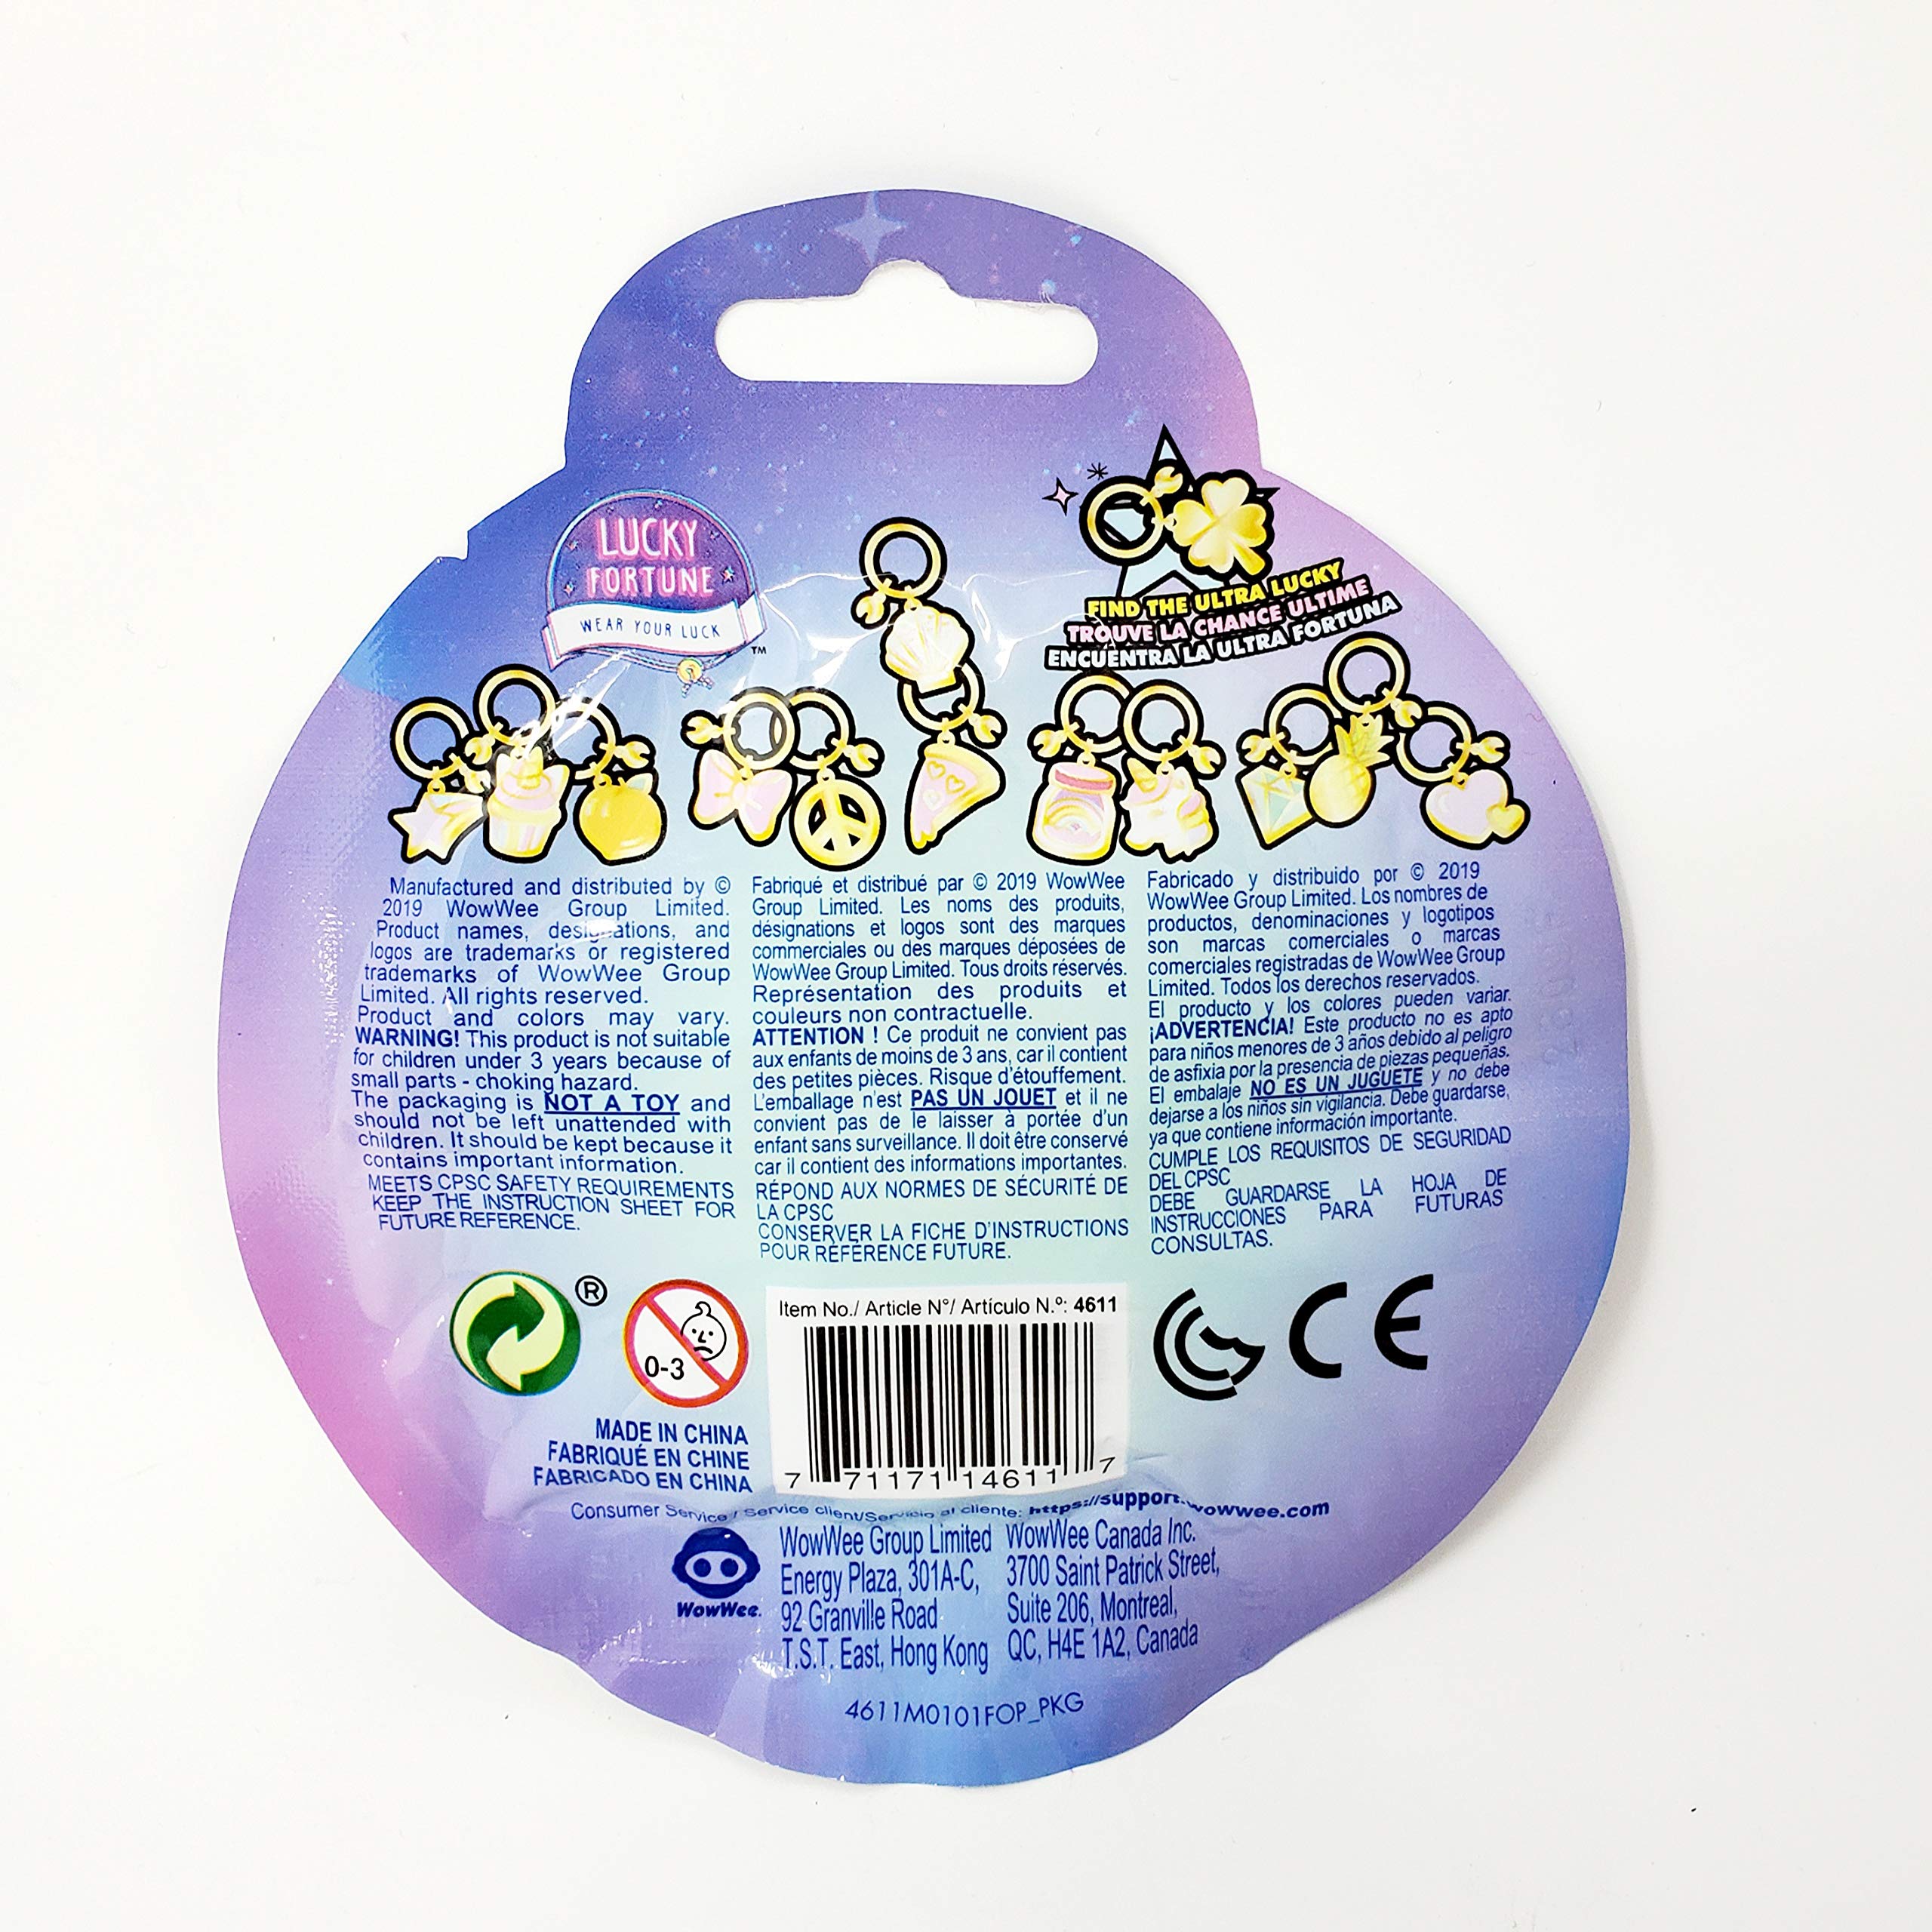 LUCKY
FORTUNE
WEAR YOUR LUCK
™
FIND THE ULTRA LUCKY
TROUVE LA CHANCE ULTIME
ENCUENTRA LA ULTRA FORTUNA
Manufactured and distributed by ©
2019 WowWee Group Limited.
Product names, designations, and
logos are trademarks or registered
trademarks of WowWee Group
Limited. All rights reserved.
Product and colors may vary.
WARNING! This product is not suitable
for children under 3 years because of
small parts - choking hazard.
The packaging is NOT A TOY and
should not be left unattended with
children. It should be kept because it
contains important information.
MEETS CPSC SAFETY REQUIREMENTS
KEEP THE INSTRUCTION SHEET FOR
FUTURE REFERENCE.
Fabriqué et distribué par © 2019 WowWee
Group Limited. Les noms des produits,
désignations et logos sont des marques
commerciales ou des marques déposées de
WowWee Group Limited. Tous droits réservés.
Représentation des produits et
couleurs non contractuelle.
ATTENTION ! Ce produit ne convient pas
aux enfants de moins de 3 ans, car il contient
des petites pièces. Risque d'étouffement.
L'emballage n'est PAS UN JOUET et il ne
convient pas de le laisser à portée d'un
enfant sans surveillance. Il doit être conservé
car il contient des informations importantes.
RÉPOND AUX NORMES DE SÉCURITÉ DE
LA CPSC
CONSERVER LA FICHE D'INSTRUCTIONS
POUR RÉFÉRENCE FUTURE.
Fabricado y distribuido por © 2019
WowWee Group Limited. Los nombres de
productos, denominaciones y logotipos
son marcas comerciales o marcas
comerciales registradas de WowWee Group
Limited. Todos los derechos reservados.
El producto y los colores pueden variar.
¡ADVERTENCIA! Este producto no es apto
para niños menores de 3 años debido al peligro
de asfixia por la presencia de piezas pequeñas.
El embalaje NO ES UN JUGUETE y no debe
dejarse a los niños sin vigilancia. Debe guardarse,
ya que contiene información importante.
CUMPLE LOS REQUISITOS DE SEGURIDAD
DEL CPSC
DEBE GUARDARSE LA HOJA DE
INSTRUCCIONES PARA FUTURAS
CONSULTAS.
®
0-3
Item No./ Article N°/ Artículo N.º: 4611
7 71171 14611 7
CE
MADE IN CHINA
FABRIQUÉ EN CHINE
FABRICADO EN CHINA
Consumer Service / Service client/Servicio al cliente: https://support.wowwee.com
WowWee.
WowWee Group Limited
Energy Plaza, 301A-C,
92 Granville Road
T.S.T. East, Hong Kong
WowWee Canada Inc.
3700 Saint Patrick Street,
Suite 206, Montreal,
QC, H4E 1A2, Canada
4611M0101FOP_PKG